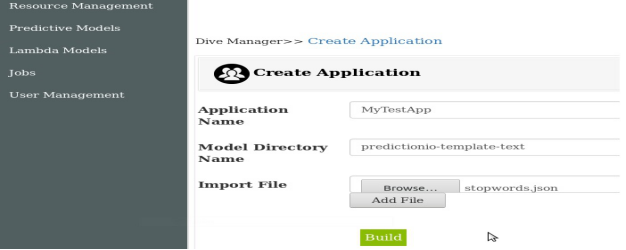 Resource Management
Predictive Models
Lambda Models
Jobs
User Management
Dive Manager>> Create Application
Create Application
Application Name
MyTestApp
Model Directory Name
predictionio-template-text
Import File
Browse... stopwords.json
Add File
Build